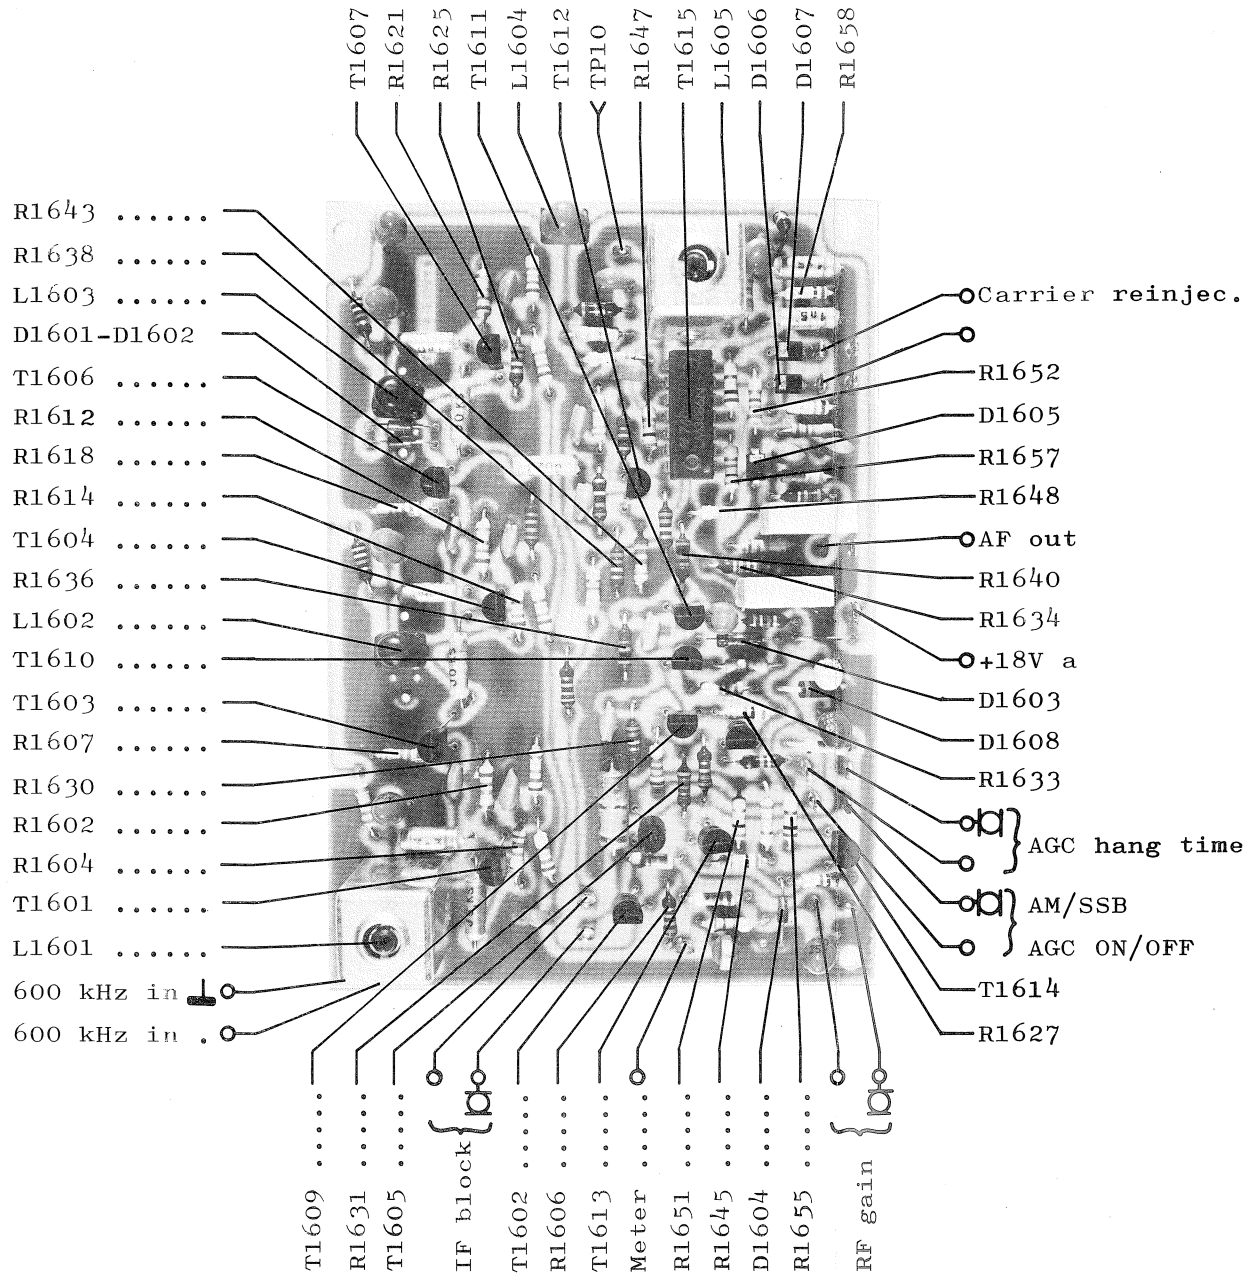 T1607
R1621
R1625
T1611
L1604
T1612
TP10
R1647
T1615
L1605
D1606
D1607
R1658
R1643 ......
R1638 ......
L1603 ......
D1601-D1602
T1606 ......
R1612 ......
R1618 ......
R1614 ......
T1604 ......
R1636 ......
L1602 ......
T1610 ......
T1603 ......
R1607 ......
R1630 ......
R1602 ......
R1604 ......
T1601 ......
L1601 ......
600 kHz in
600 kHz in .
Carrier reinjec.
R1652
D1605
R1657
R1648
AF out
R1640
R1634
+18V a
D1603
D1608
R1633
AGC hang time
AM/SSB
AGC ON/OFF
T1614
R1627
1n5
T1609 .....
R1631 .....
T1605 .....
IF block
T1602 .....
R1606 .....
T1613 .....
Meter .....
R1651 .....
R1645 .....
D1604 .....
R1655 .....
RF gain